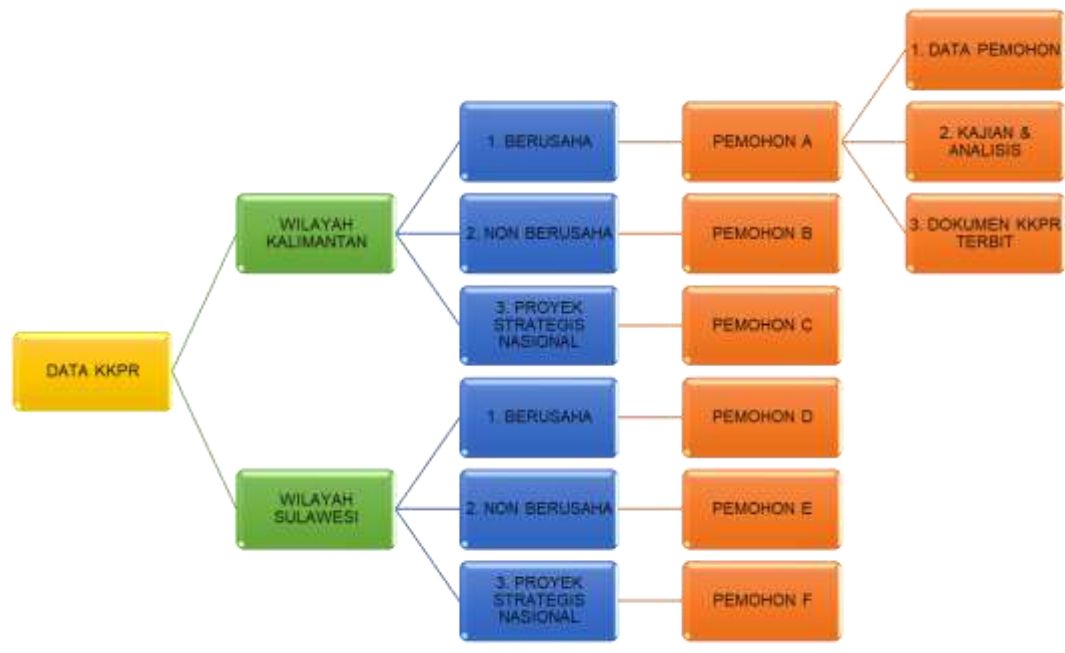 DATA KKPR
WILAYAH
KALIMANTAN
1. BERUSAHA
PEMOHON A
1. DATA PEMOHON
2. KAJIAN &
ANALISIS
3. DOKUMEN KKPR
TERBIT
2. NON BERUSAHA
PEMOHON B
3. PROYEK
STRATEGIS
NASIONAL
PEMOHON C
WILAYAH
SULAWESI
1. BERUSAHA
PEMOHON D
2. NON BERUSAHA
PEMOHON E
3. PROYEK
STRATEGIS
NASIONAL
PEMOHON F